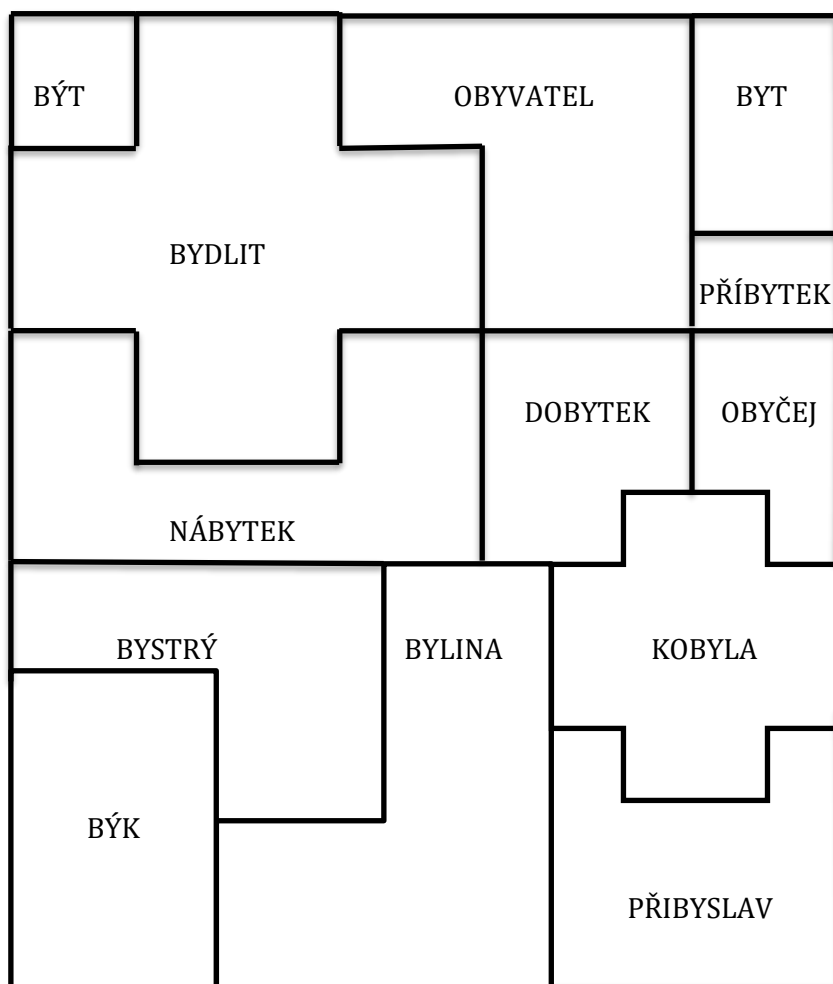 BÝT
OBYVATEL
BYT
BYDLIT
PŘÍBYTEK
DOBYTEK
OBYČEJ
NÁBYTEK
BYSTRÝ
BYLINA
KOBYLA
BÝK
PŘIBYSLAV